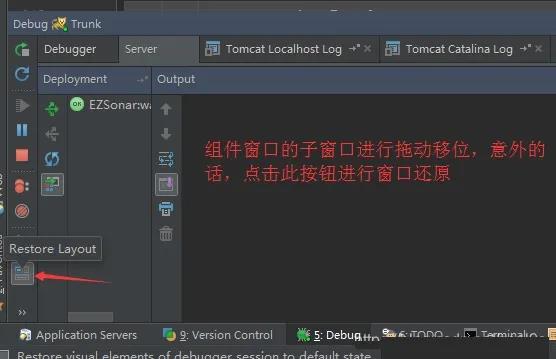 Debug Trunk
Debugger Server Tomcat Localhost Log Tomcat Catalina Log
Deployment Output
OK EZSonar:wa
组件窗口的子窗口进行拖动移位，意外的
话，点击此按钮进行窗口还原
Restore Layout
Application Servers 9: Version Control 5: Debug 6: TODO Terminal
Restore visual elements of debugger session to default state